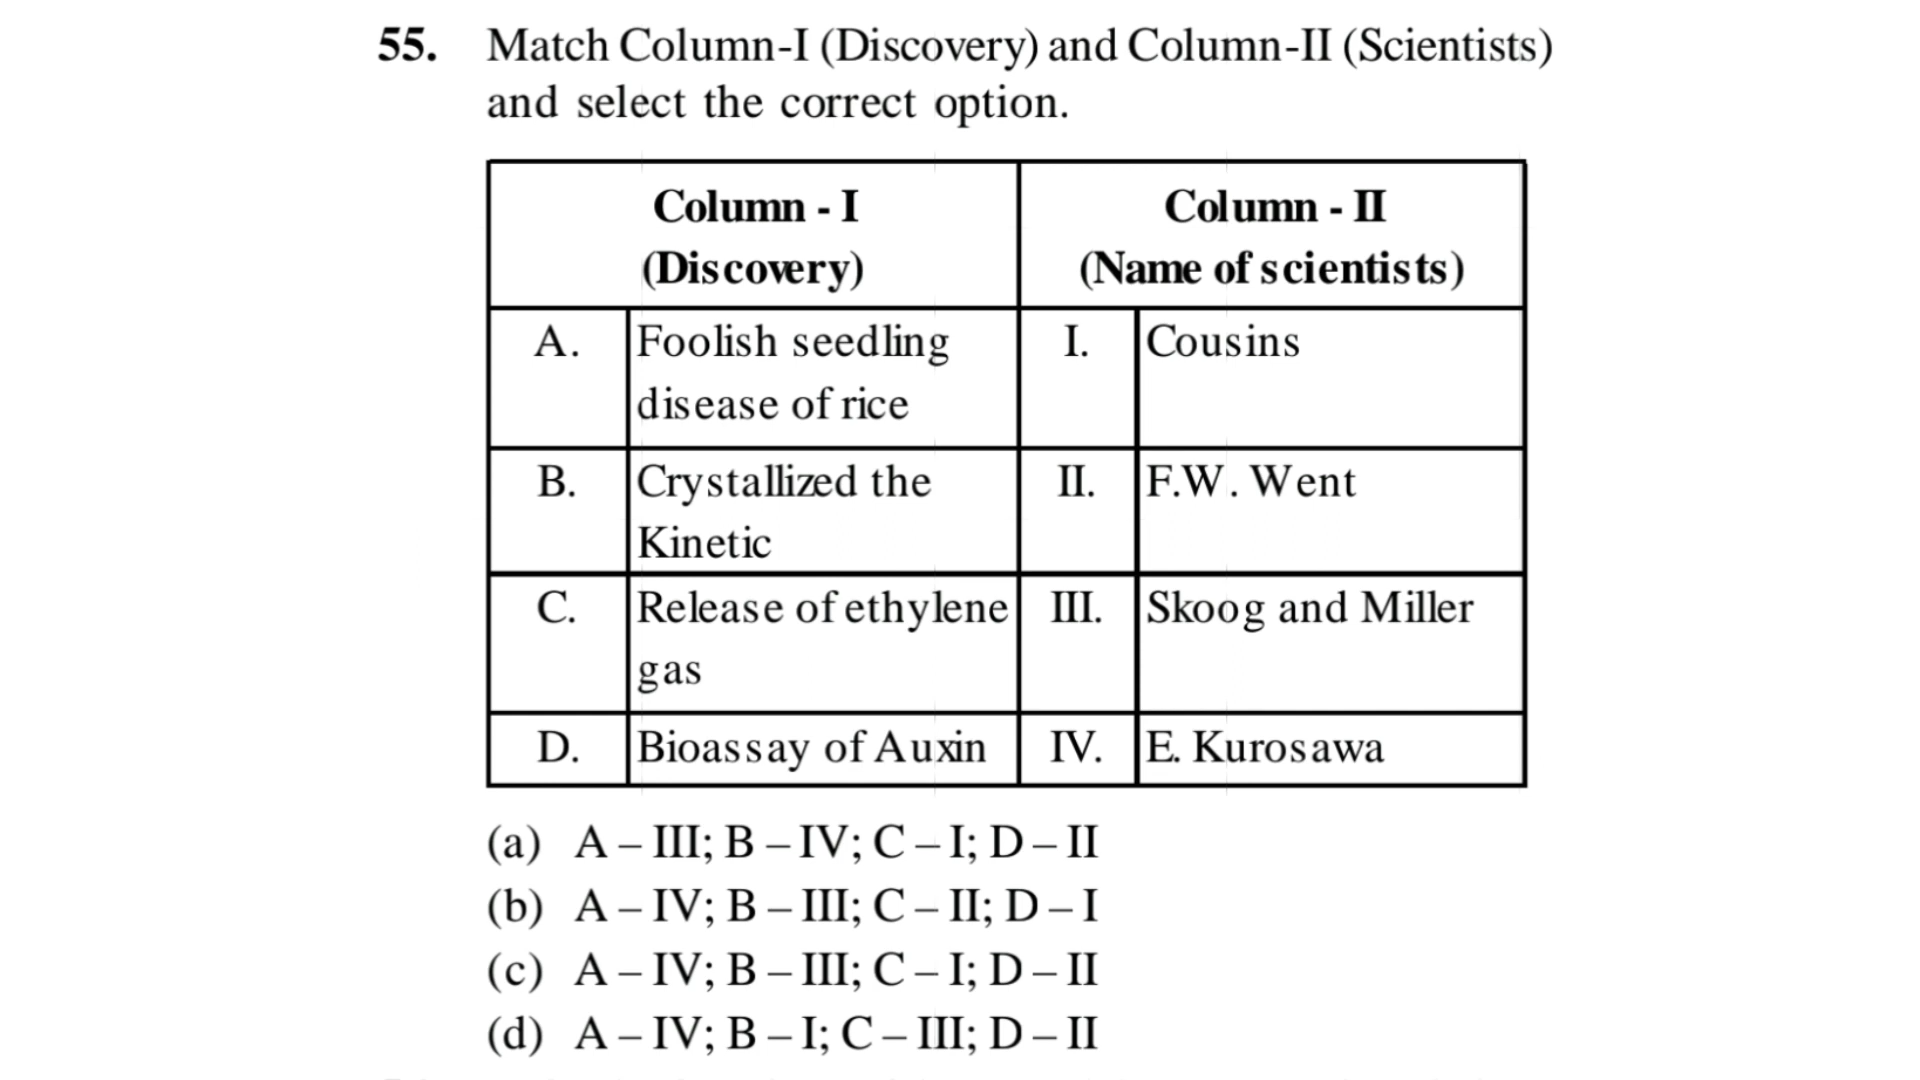 55. Match Column-I (Discovery) and Column-II (Scientists)
and select the correct option.
Column - I
(Discovery)
Column - II
(Name of scientists)
A. Foolish seedling
disease of rice
I. Cousins
B. Crystallized the
Kinetic
II. F.W. Went
C. Release of ethylene
gas
III. Skoog and Miller
D. Bioassay of Auxin
IV. E. Kurosawa
(a) A – III; B – IV; C – I; D – II
(b) A – IV; B – III; C – II; D – I
(c) A – IV; B – III; C – I; D – II
(d) A – IV; B – I; C – III; D – II